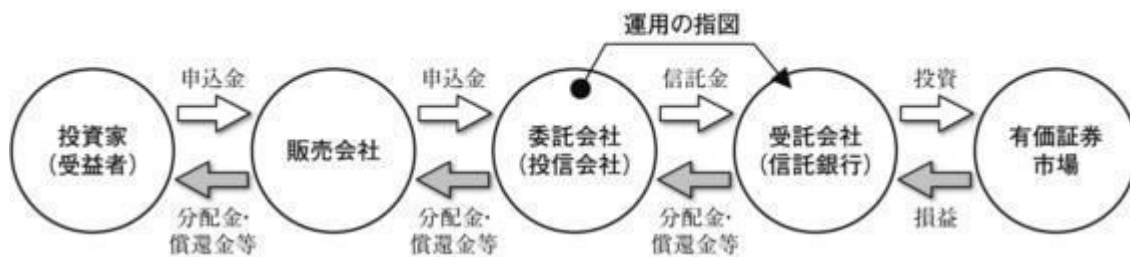 運用の指図
申込金
申込金
信託金
投資
投資家
(受益者)
販売会社
委託会社
(投信会社)
受託会社
(信託銀行)
有価証券
市場
分配金・
償還金等
分配金・
償還金等
分配金・
償還金等
損益